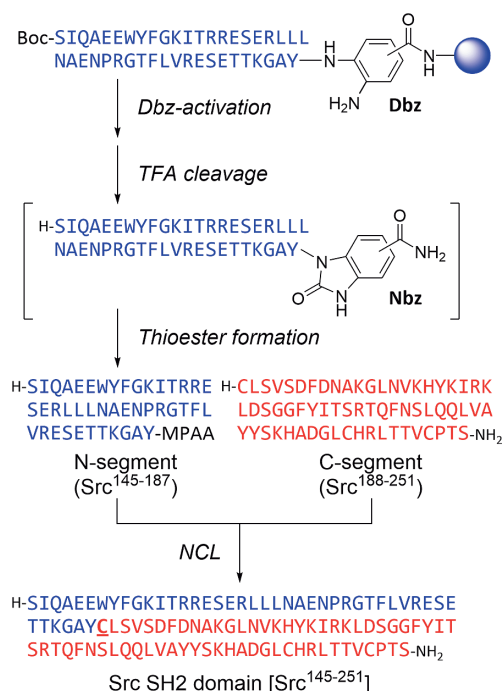 Boc-SIQAEEWYFGKITRRESERLLL
NAENPRGTFLVRESETTKGAY
NH
O
N
H
H2N
Dbz
Dbz-activation
TFA cleavage
H-SIQAEEWYFGKITRRESERLLL
NAENPRGTFLVRESETTKGAY
O
NH2
N
O
N
H
Nbz
Thioester formation
H-SIQAEEWYFGKITRRE
SERLLLNAENPRGTFL
VRESETTKGAY-MPAA
N-segment
(Src145-187)
H-CLSVSDFDNAKGLNVKHYKIRK
LDSGGFYITSRTQFNSLQQLVA
YYSKHADGLCHRLTTVCPTS-NH2
C-segment
(Src188-251)
NCL
H-SIQAEEWYFGKITRRESERLLLNAENPRGTFLVRESE
TTKGAYCLSVSDFDNAKGLNVKHYKIRKLDSGGFYIT
SRTQFNSLQQLVAYYSKHADGLCHRLTTVCPTS-NH2
Src SH2 domain [Src145-251]